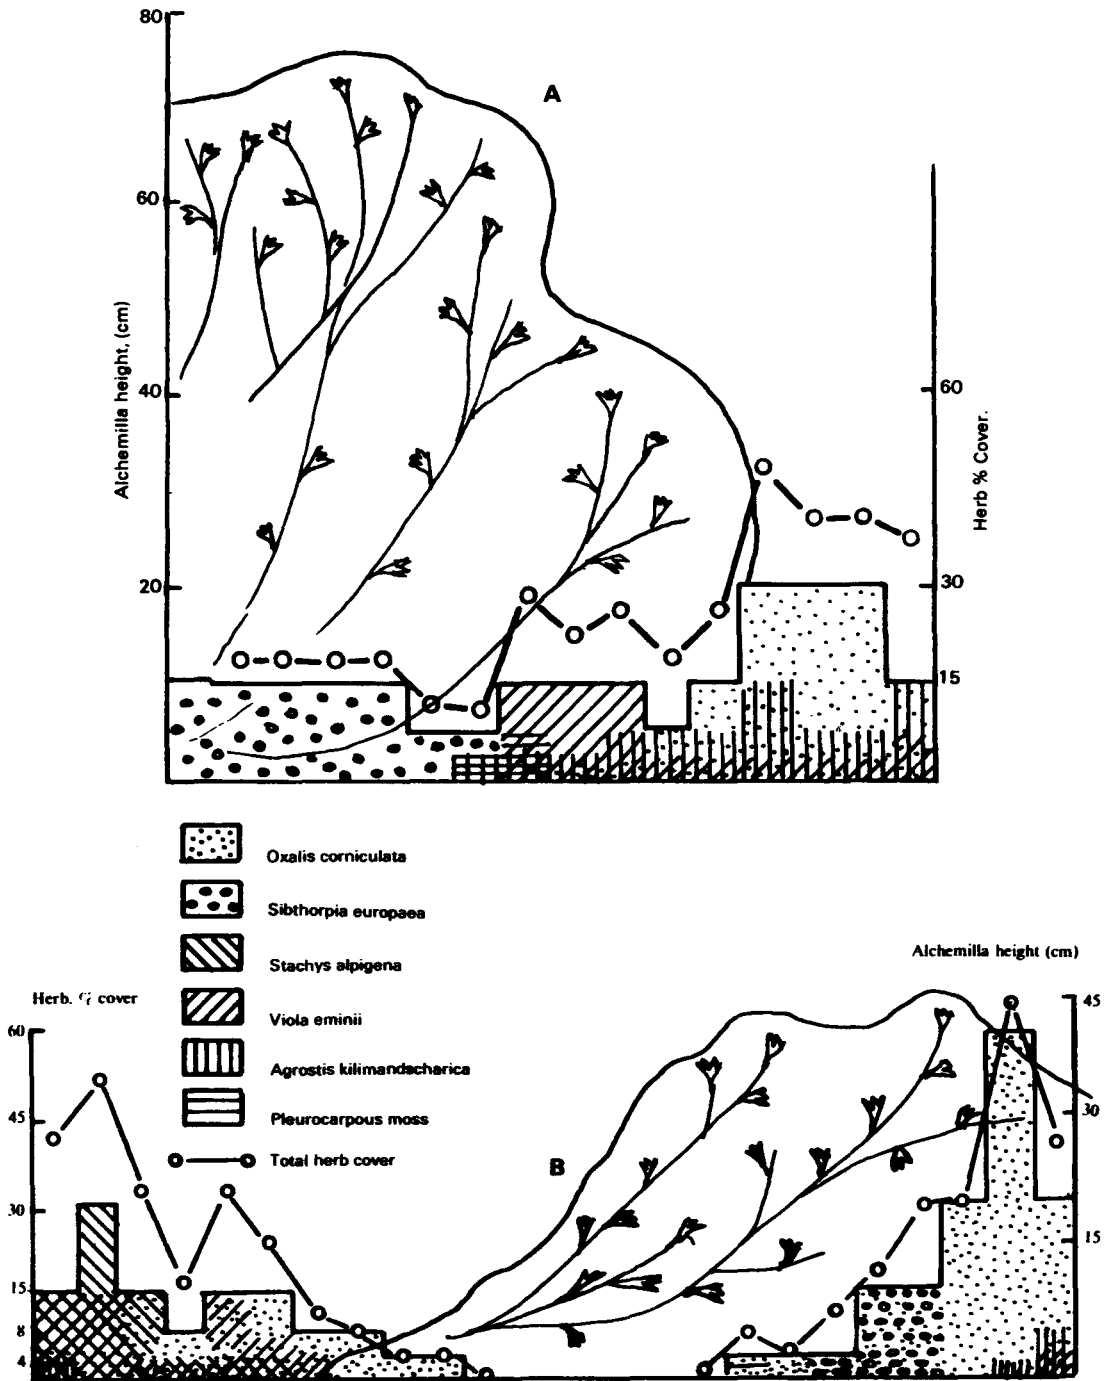 80
A
60
40
20
Alchemilla height, (cm)
60
30
15
Herb % Cover.
Oxalis corniculata
Sibthorpia europaea
Stachys alpigena
Viola eminii
Agrostis kilimandscharica
Pleurocarpous moss
Total herb cover
Herb. % cover
60
45
30
15
8
4
B
Alchemilla height (cm)
45
30
15